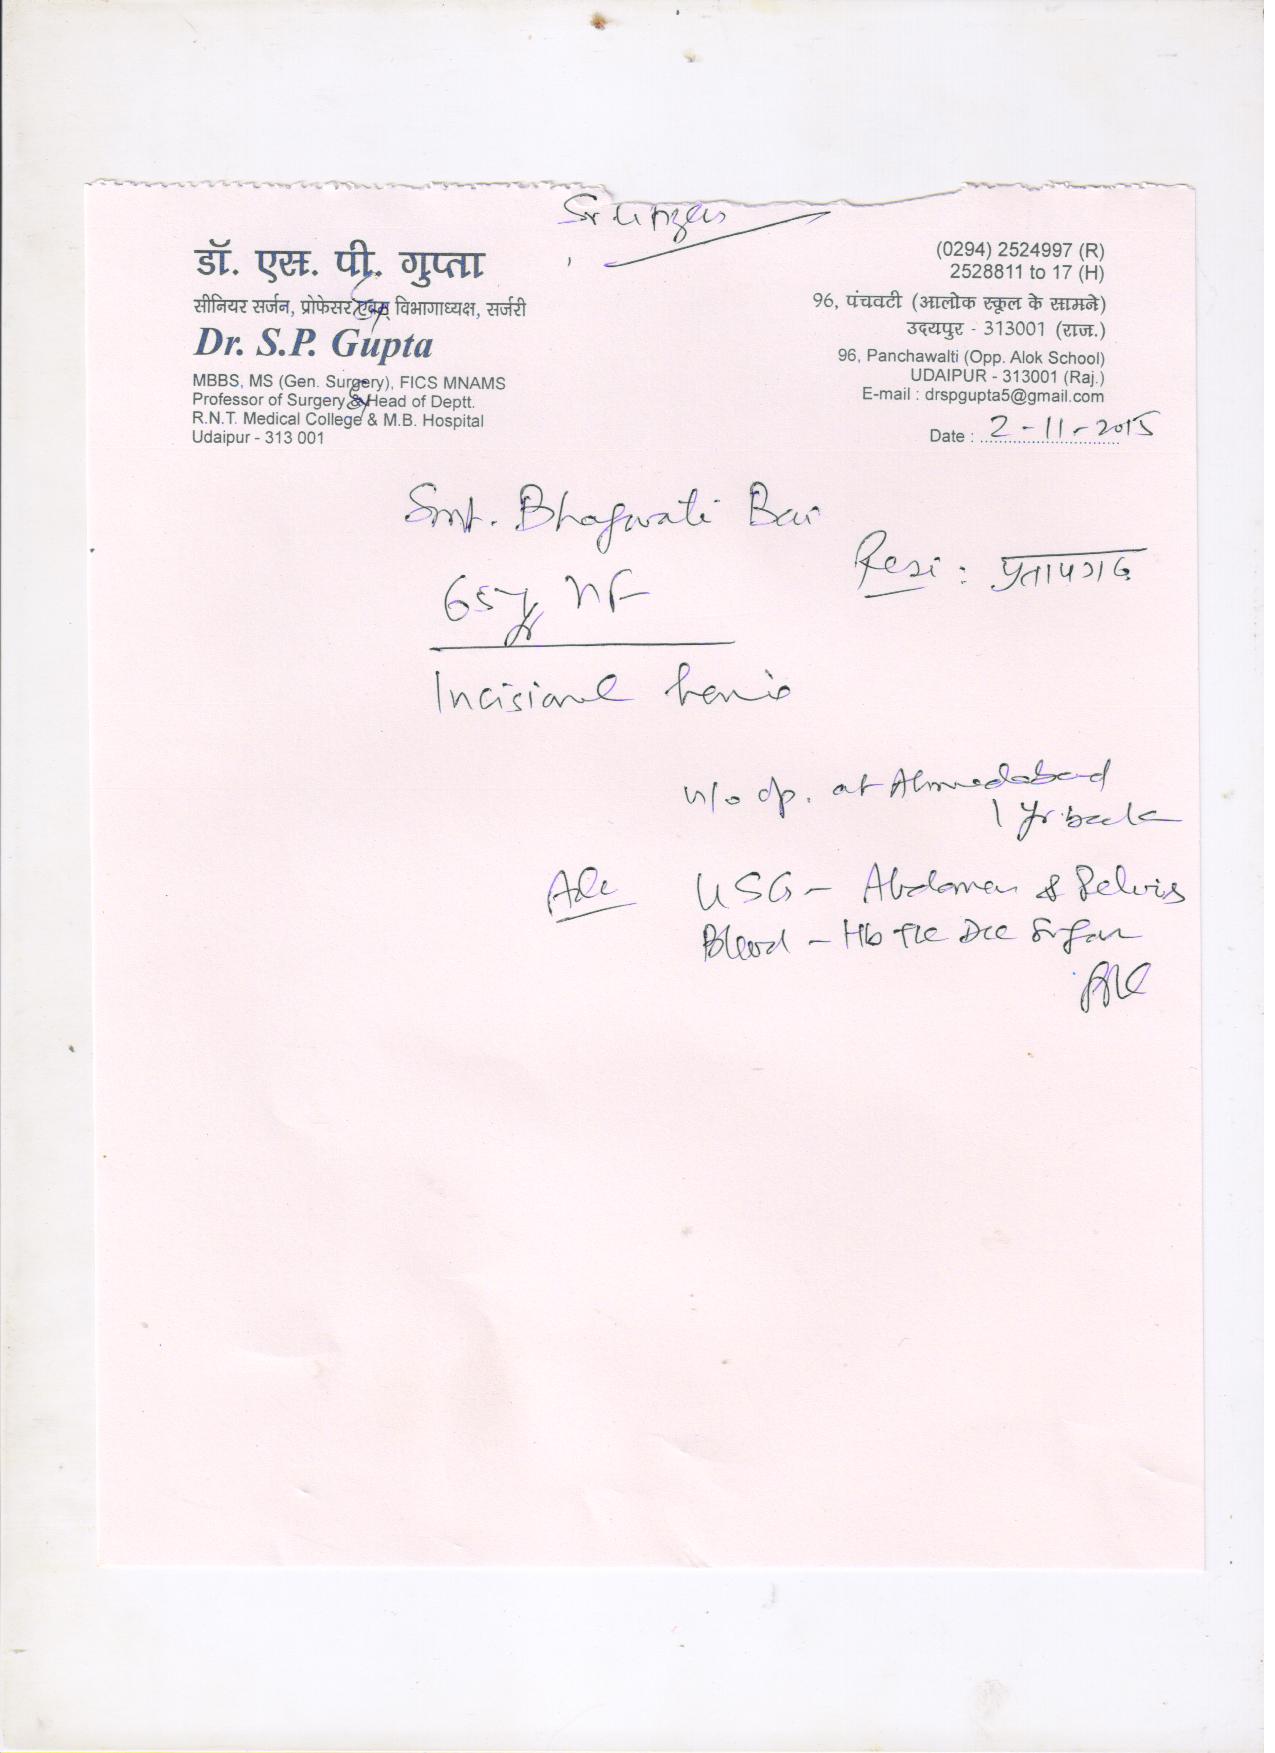 डॉ. एस. पी. गुप्ता
सीनियर सर्जन, प्रोफेसर एवम् विभागाध्यक्ष, सर्जरी
Dr. S.P. Gupta
MBBS, MS (Gen. Surgery), FICS MNAMS
Professor of Surgery & Head of Deptt.
R.N.T. Medical College & M.B. Hospital
Udaipur - 313 001
(0294) 2524997 (R)
2528811 to 17 (H)
96, पंचवटी (आलोक स्कूल के सामने)
उदयपुर - 313001 (राज.)
96, Panchawalti (Opp. Alok School)
UDAIPUR - 313001 (Raj.)
E-mail : drspgupta5@gmail.com
Date : 2-11-2015
Smt. Bhagwati Bai
Resi : प्रतापगढ
65y HF
Incisional hernia
H/o op. at Ahmedabad
1 yr. back
Adv USG - Abdomen & Pelvis
Blood - Hb TLC DLC Sugar